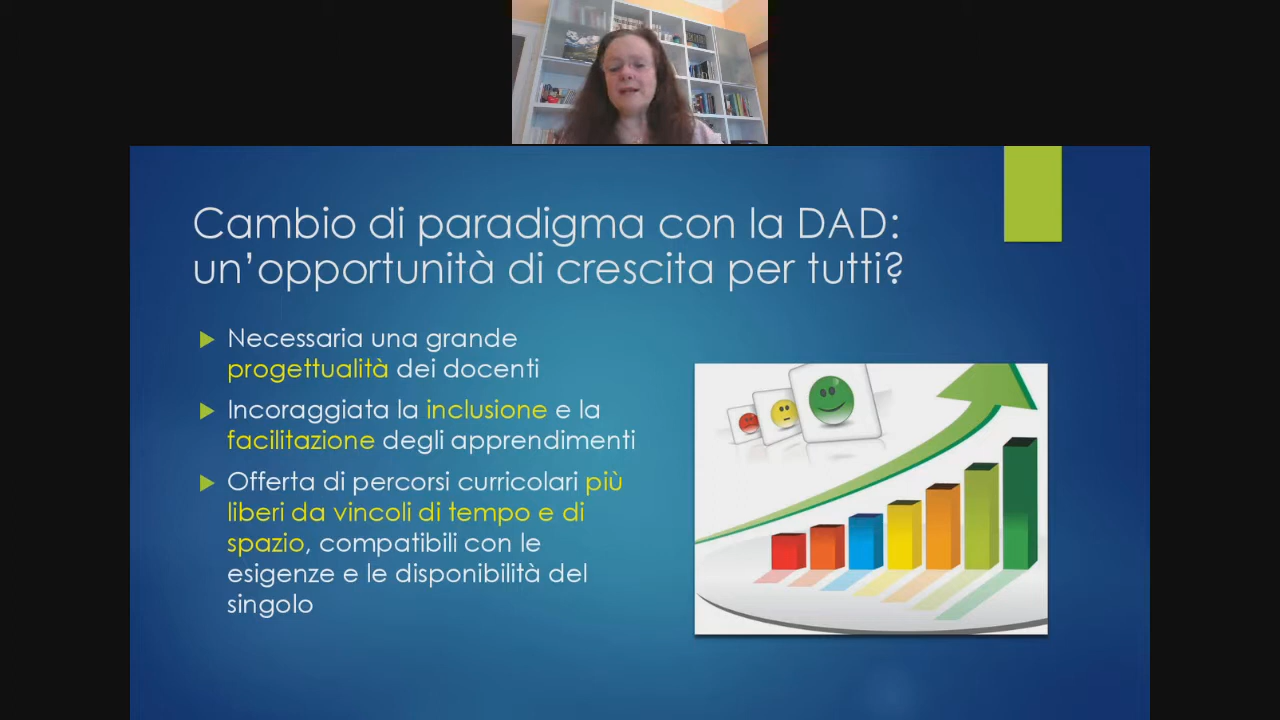 Cambio di paradigma con la DAD:
un'opportunità di crescita per tutti?
Necessaria una grande
progettualità dei docenti
Incoraggiata la inclusione e la
facilitazione degli apprendimenti
Offerta di percorsi curricolari più
liberi da vincoli di tempo e di
spazio, compatibili con le
esigenze e le disponibilità del
singolo